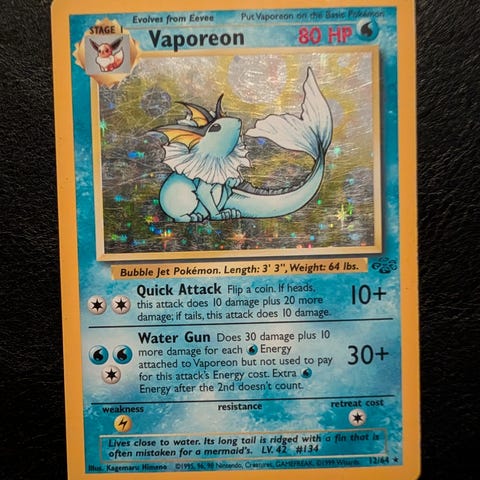 Evolves from Eevee Put Vaporeon on the Basic Pokémon
STAGE 1 Vaporeon 80 HP
Bubble Jet Pokémon. Length: 3' 3", Weight: 64 lbs.
Quick Attack Flip a coin. If heads,
this attack does 10 damage plus 20 more
damage; if tails, this attack does 10 damage.
10+
Water Gun Does 30 damage plus 10
more damage for each Energy
attached to Vaporeon but not used to pay
for this attack's Energy cost. Extra
Energy after the 2nd doesn't count.
30+
weakness resistance retreat cost
Lives close to water. Its long tail is ridged with a fin that is
often mistaken for a mermaid's. LV. 42 #134
Illus. Kagemaru Himeno ©1995, 96, 98 Nintendo, Creatures, GAMEFREAK. ©1999 Wizards. 12/64 ★